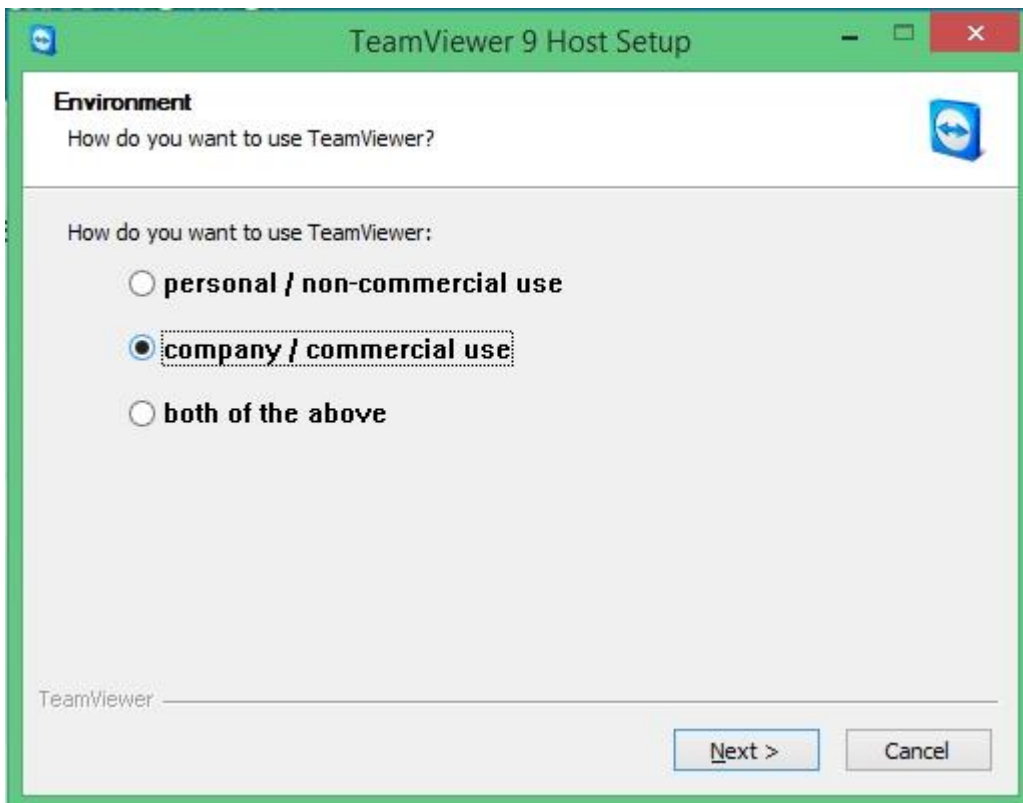 TeamViewer 9 Host Setup
Environment
How do you want to use TeamViewer?
How do you want to use TeamViewer:
personal / non-commercial use
company / commercial use
both of the above
TeamViewer
Next >
Cancel